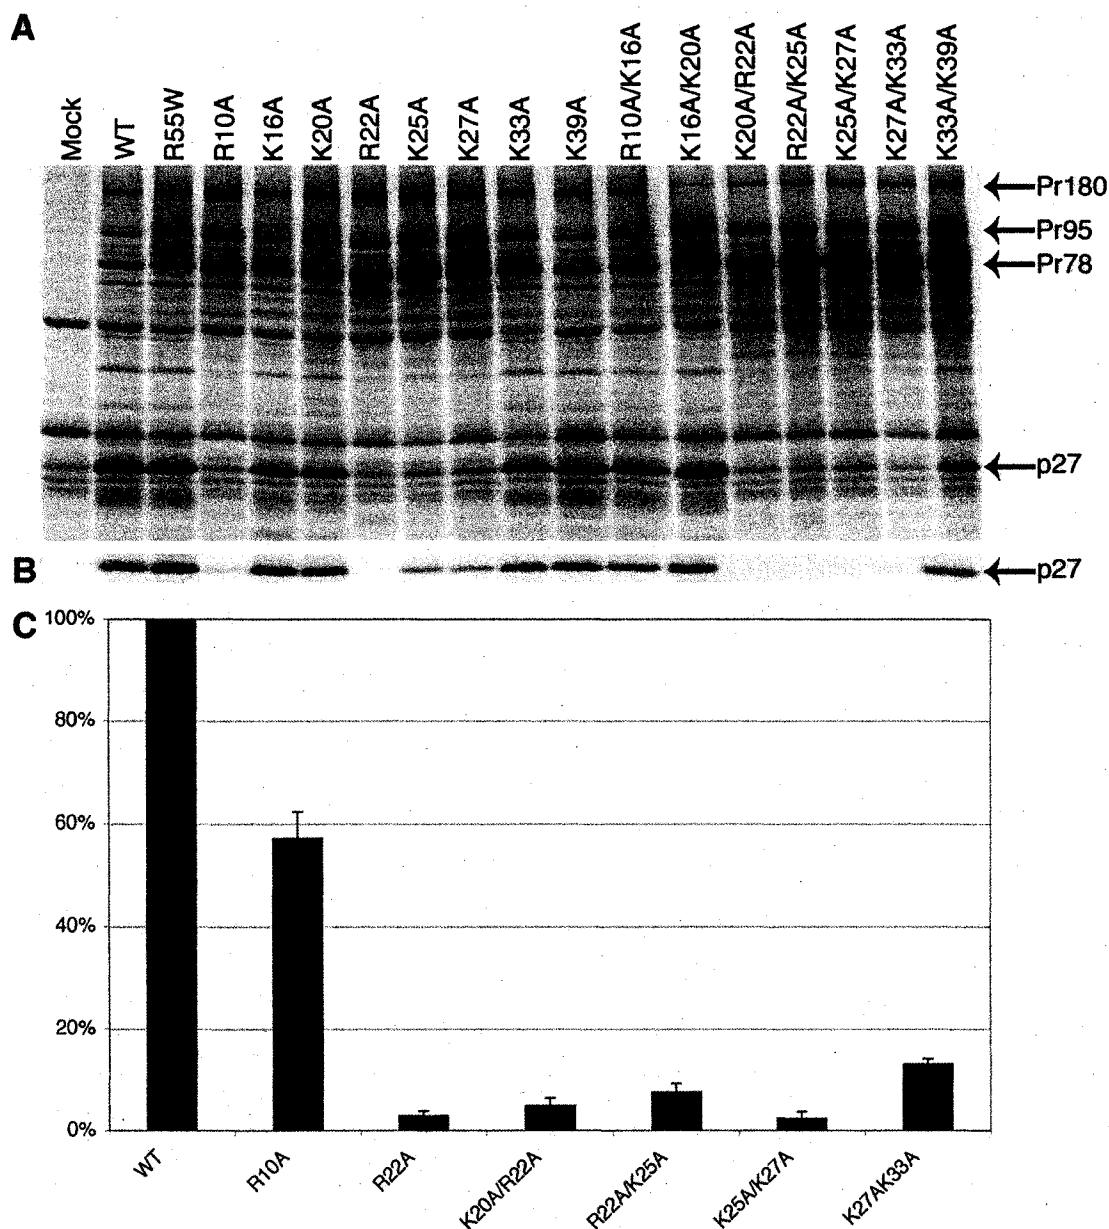 A
Mock
WT
R55W
R10A
K16A
K20A
R22A
K25A
K27A
K33A
K39A
R10A/K16A
K16A/K20A
K20A/R22A
R22A/K25A
K25A/K27A
K27A/K33A
K33A/K39A
Pr180
Pr95
Pr78
p27
B
p27
C
100%
80%
60%
40%
20%
0%
WT
R10A
R22A
K20A/R22A
R22A/K25A
K25A/K27A
K27AK33A